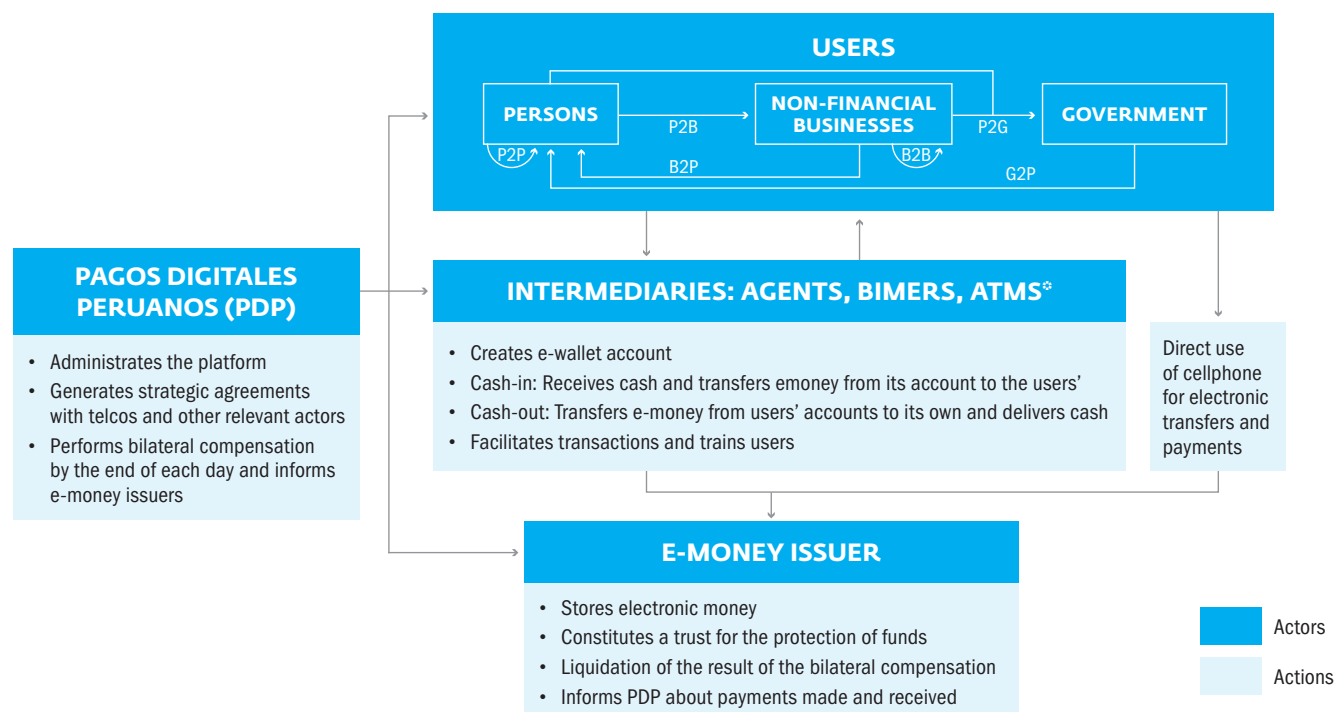 USERS
PERSONS
NON-FINANCIAL
BUSINESSES
GOVERNMENT
P2B
P2G
P2P
B2B
B2P
G2P
PAGOS DIGITALES
PERUANOS (PDP)
• Administrates the platform
• Generates strategic agreements
with telcos and other relevant actors
• Performs bilateral compensation
by the end of each day and informs
e-money issuers
INTERMEDIARIES: AGENTS, BIMERS, ATMS*
• Creates e-wallet account
• Cash-in: Receives cash and transfers emoney from its account to the users’
• Cash-out: Transfers e-money from users’ accounts to its own and delivers cash
• Facilitates transactions and trains users
Direct use
of cellphone
for electronic
transfers and
payments
E-MONEY ISSUER
• Stores electronic money
• Constitutes a trust for the protection of funds
• Liquidation of the result of the bilateral compensation
• Informs PDP about payments made and received
Actors
Actions